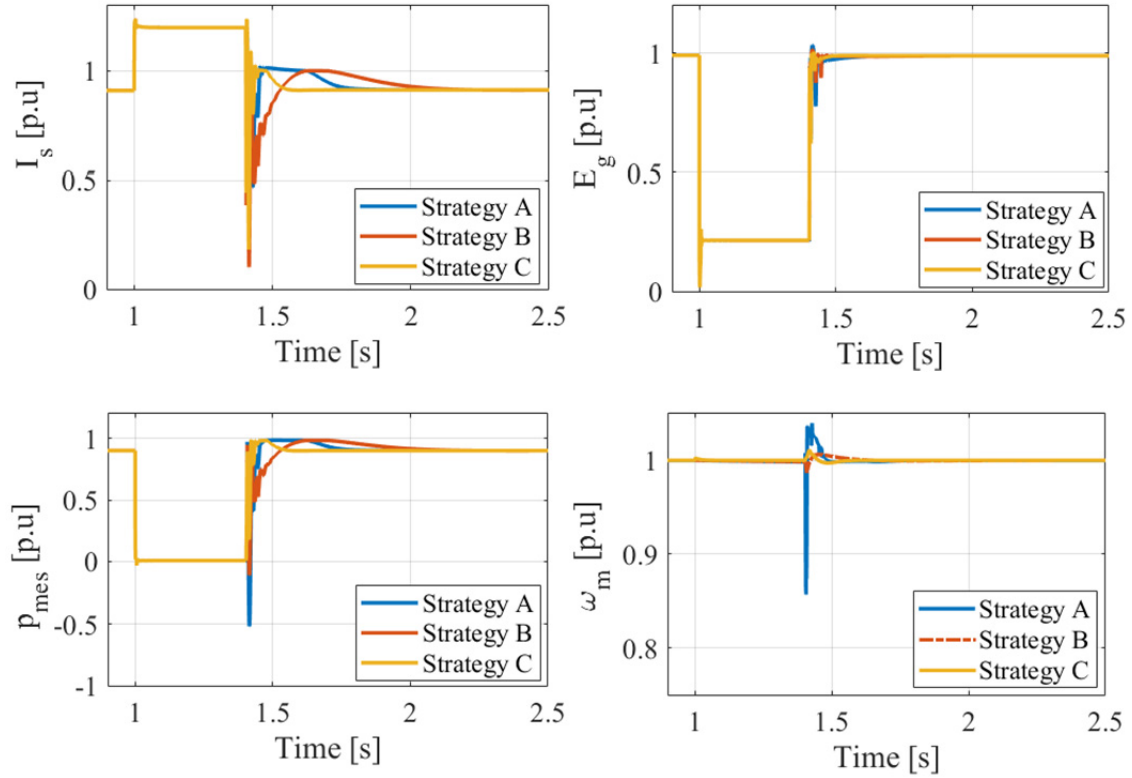 I_s [p.u]
1
0.5
0
Strategy A
Strategy B
Strategy C
1
1.5
2
2.5
Time [s]
E_g [p.u]
1
0.5
0
Strategy A
Strategy B
Strategy C
1
1.5
2
2.5
Time [s]
p_mes [p.u]
1
0.5
0
-0.5
-1
Strategy A
Strategy B
Strategy C
1
1.5
2
2.5
Time [s]
ω_m [p.u]
1
0.9
0.8
Strategy A
Strategy B
Strategy C
1
1.5
2
2.5
Time [s]